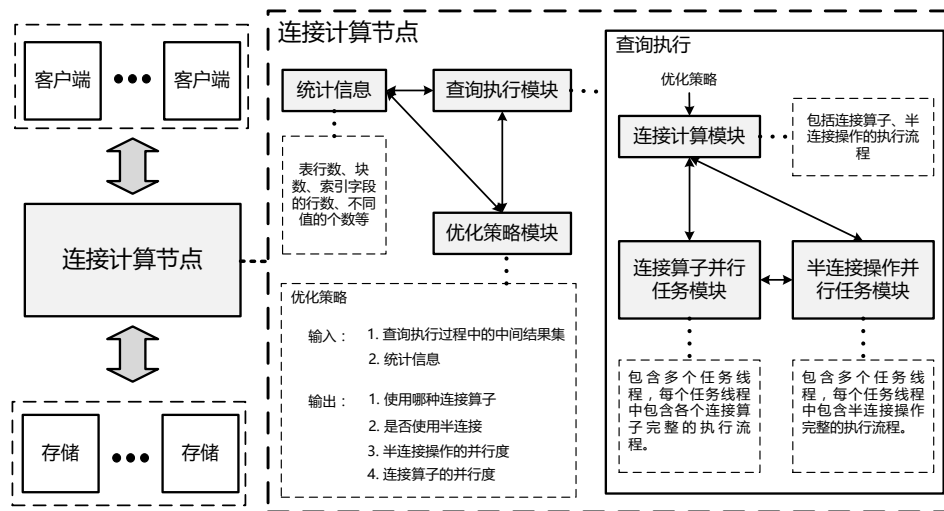 客户端
客户端
连接计算节点
存储
存储
连接计算节点
统计信息
查询执行模块
表行数、块
数、索引字段
的行数、不同
值的个数等
优化策略模块
优化策略
输入：
1. 查询执行过程中的中间结果集
2. 统计信息
输出：
1. 使用哪种连接算子
2. 是否使用半连接
3. 半连接操作的并行度
4. 连接算子的并行度
查询执行
优化策略
连接计算模块
包括连接算子、半
连接操作的执行流
程
连接算子并行
任务模块
半连接操作并
行任务模块
包含多个任务线
程，每个任务线程
中包含各个连接算
子完整的执行流
程。
包含多个任务线
程，每个任务线程
中包含半连接操作
完整的执行流程。